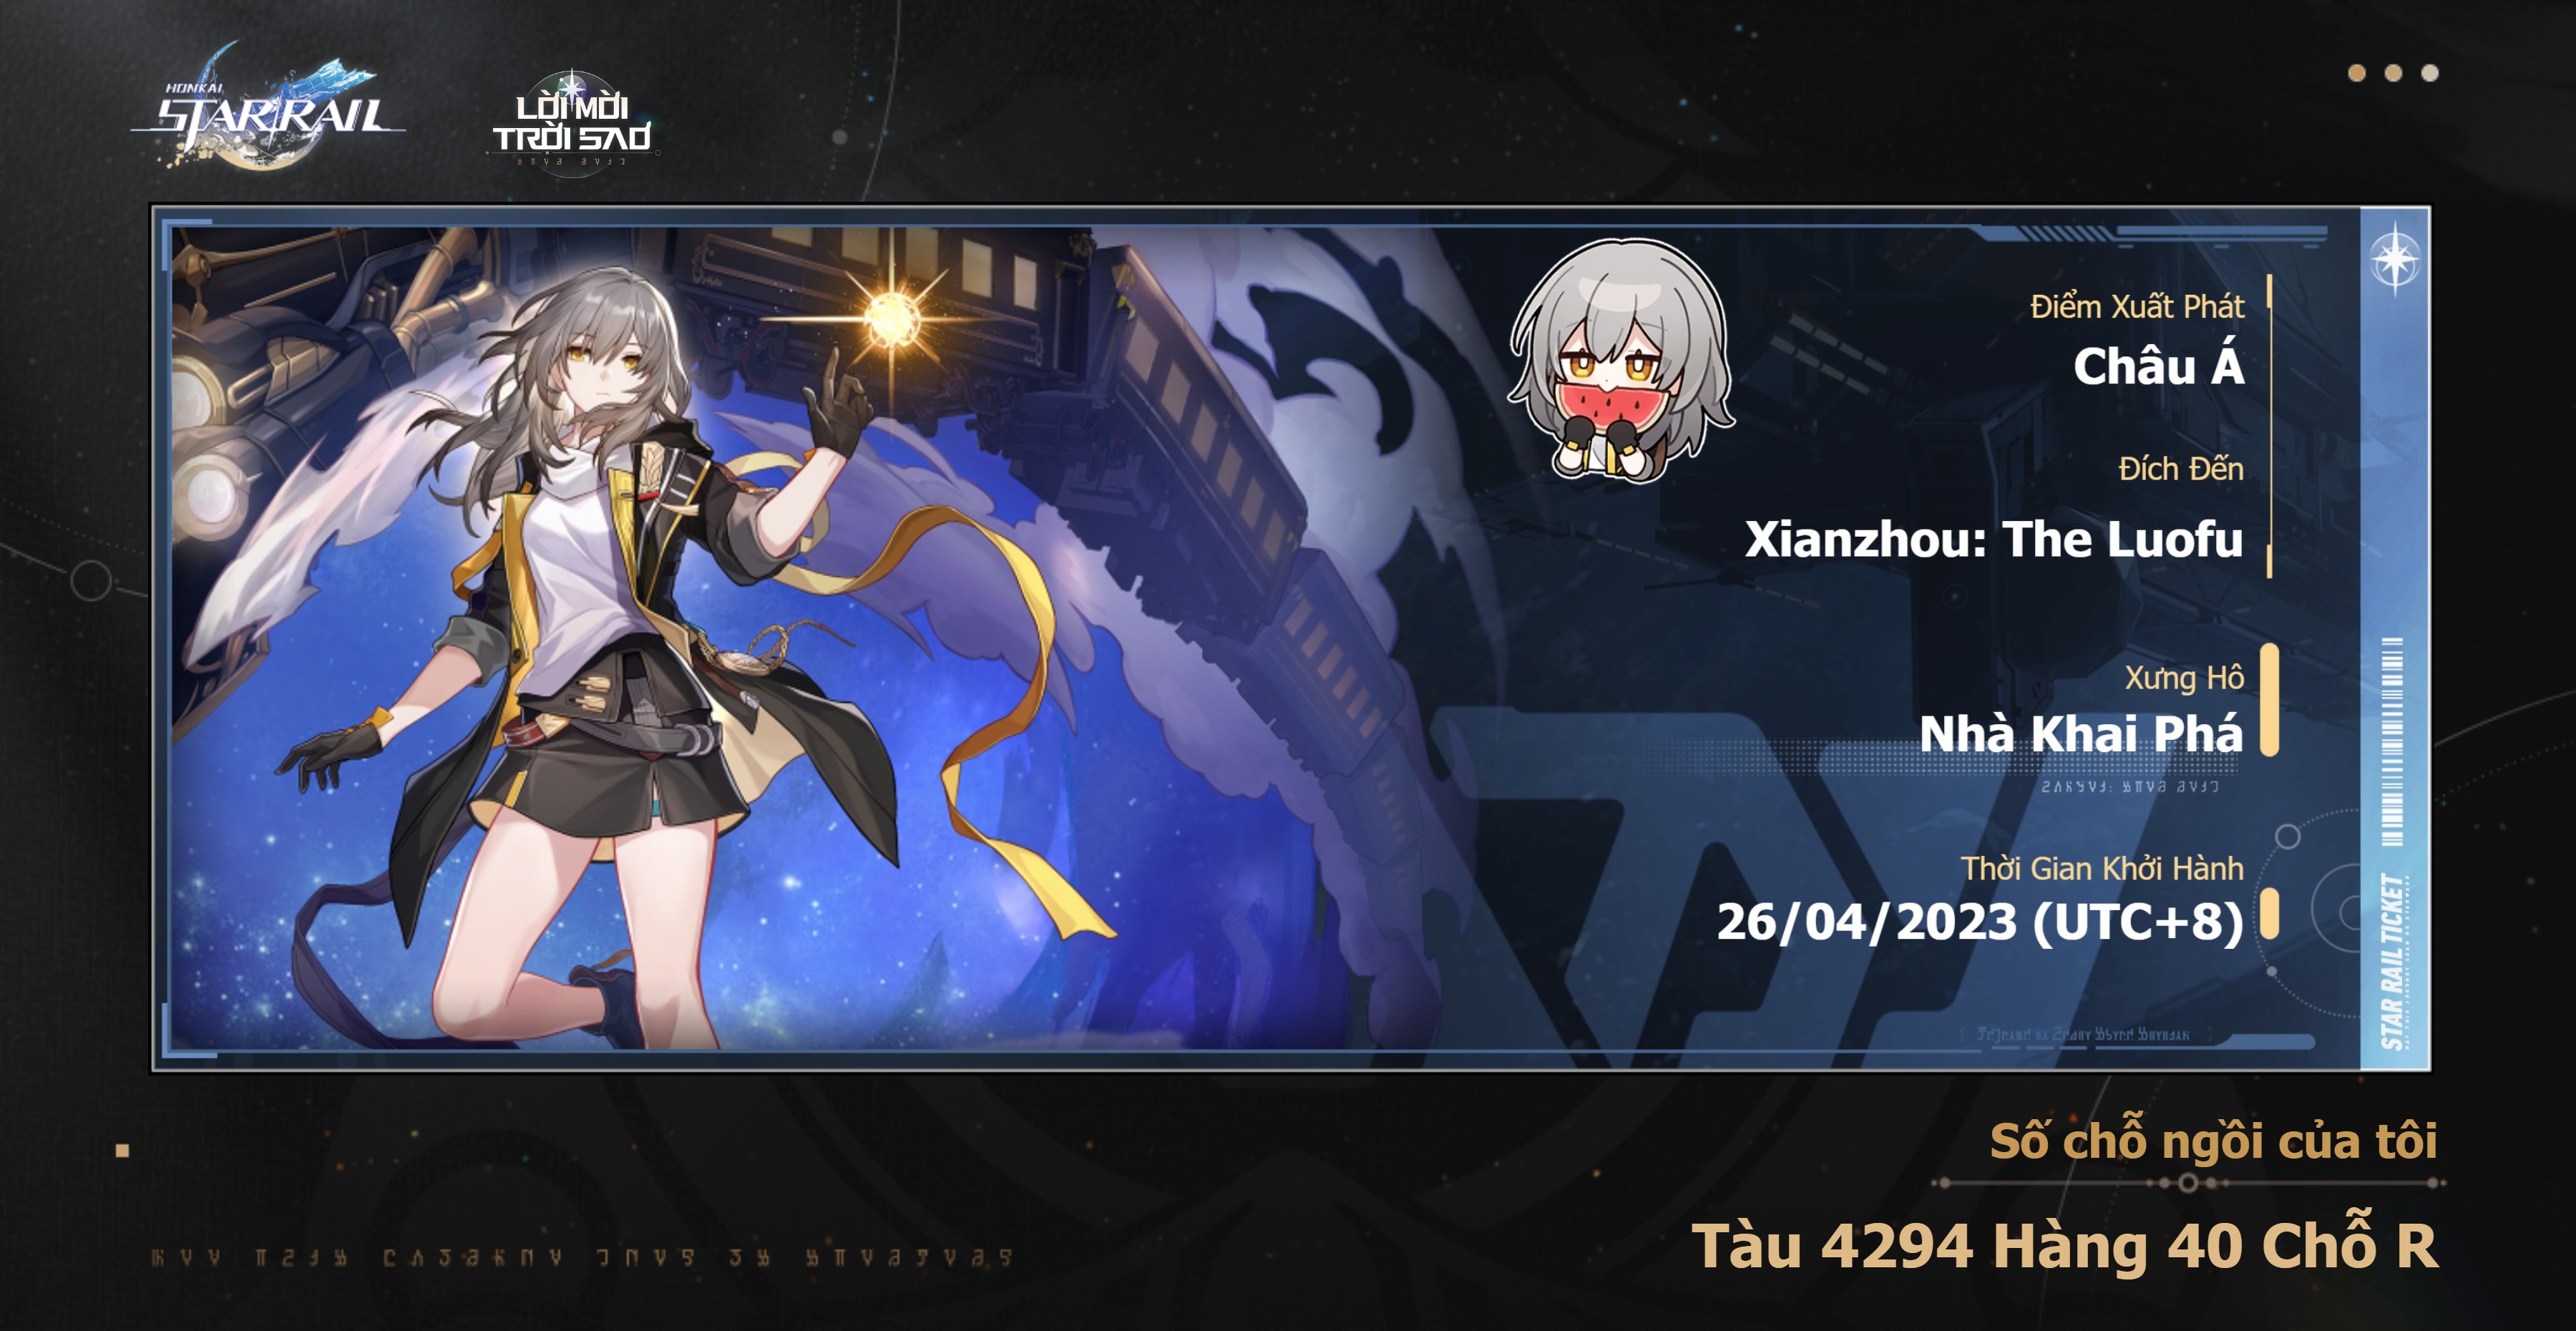 HONKAI
STAR RAIL
LỜI MỜI
TRỜI SAO
Điểm Xuất Phát
Châu Á
Đích Đến
Xianzhou: The Luofu
Xưng Hô
Nhà Khai Phá
Thời Gian Khởi Hành
26/04/2023 (UTC+8)
STAR RAIL TICKET
Số chỗ ngồi của tôi
Tàu 4294 Hàng 40 Chỗ R